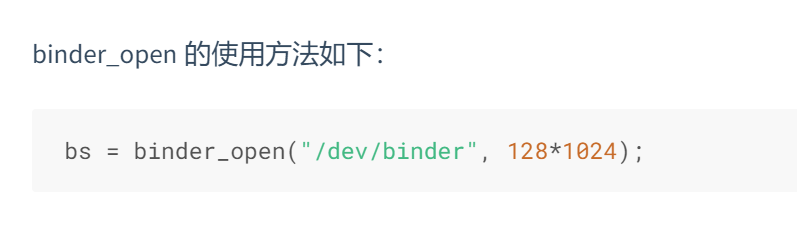 binder_open 的使用方法如下：
bs = binder_open("/dev/binder", 128*1024);